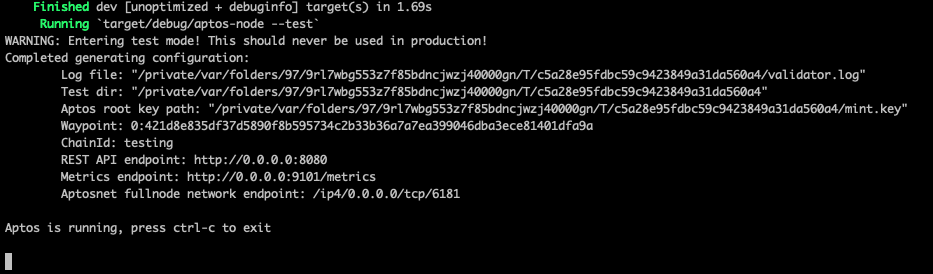 Finished dev [unoptimized + debuginfo] target(s) in 1.69s
Running `target/debug/aptos-node --test`
WARNING: Entering test mode! This should never be used in production!
Completed generating configuration:
Log file: "/private/var/folders/97/9rl7wbg553z7f85bdncjwzj40000gn/T/c5a28e95fdbc59c9423849a31da560a4/validator.log"
Test dir: "/private/var/folders/97/9rl7wbg553z7f85bdncjwzj40000gn/T/c5a28e95fdbc59c9423849a31da560a4"
Aptos root key path: "/private/var/folders/97/9rl7wbg553z7f85bdncjwzj40000gn/T/c5a28e95fdbc59c9423849a31da560a4/mint.key"
Waypoint: 0:421d8e835df37d5890f8b595734c2b33b36a7a7ea399046dba3ece81401dfa9a
ChainId: testing
REST API endpoint: http://0.0.0.0:8080
Metrics endpoint: http://0.0.0.0:9101/metrics
Aptosnet fullnode network endpoint: /ip4/0.0.0.0/tcp/6181
Aptos is running, press ctrl-c to exit